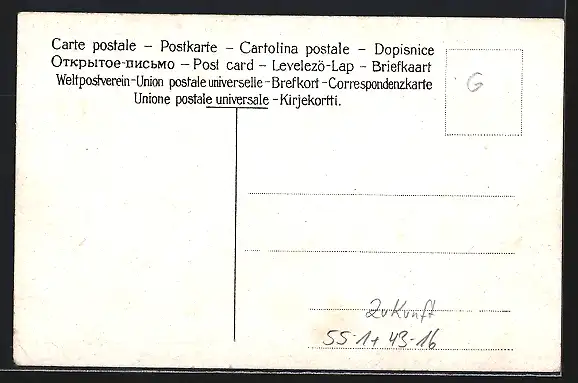 Carte postale – Postkarte – Cartolina postale – Dopisnice
Открытое-письмо – Post card – Levelezö-Lap – Briefkaart
Weltpostverein-Union postale universelle-Brefkort-Correspondenzkarte
Unione postale universale -Kirjekortti.
G
Zukunft
55-1+43-16